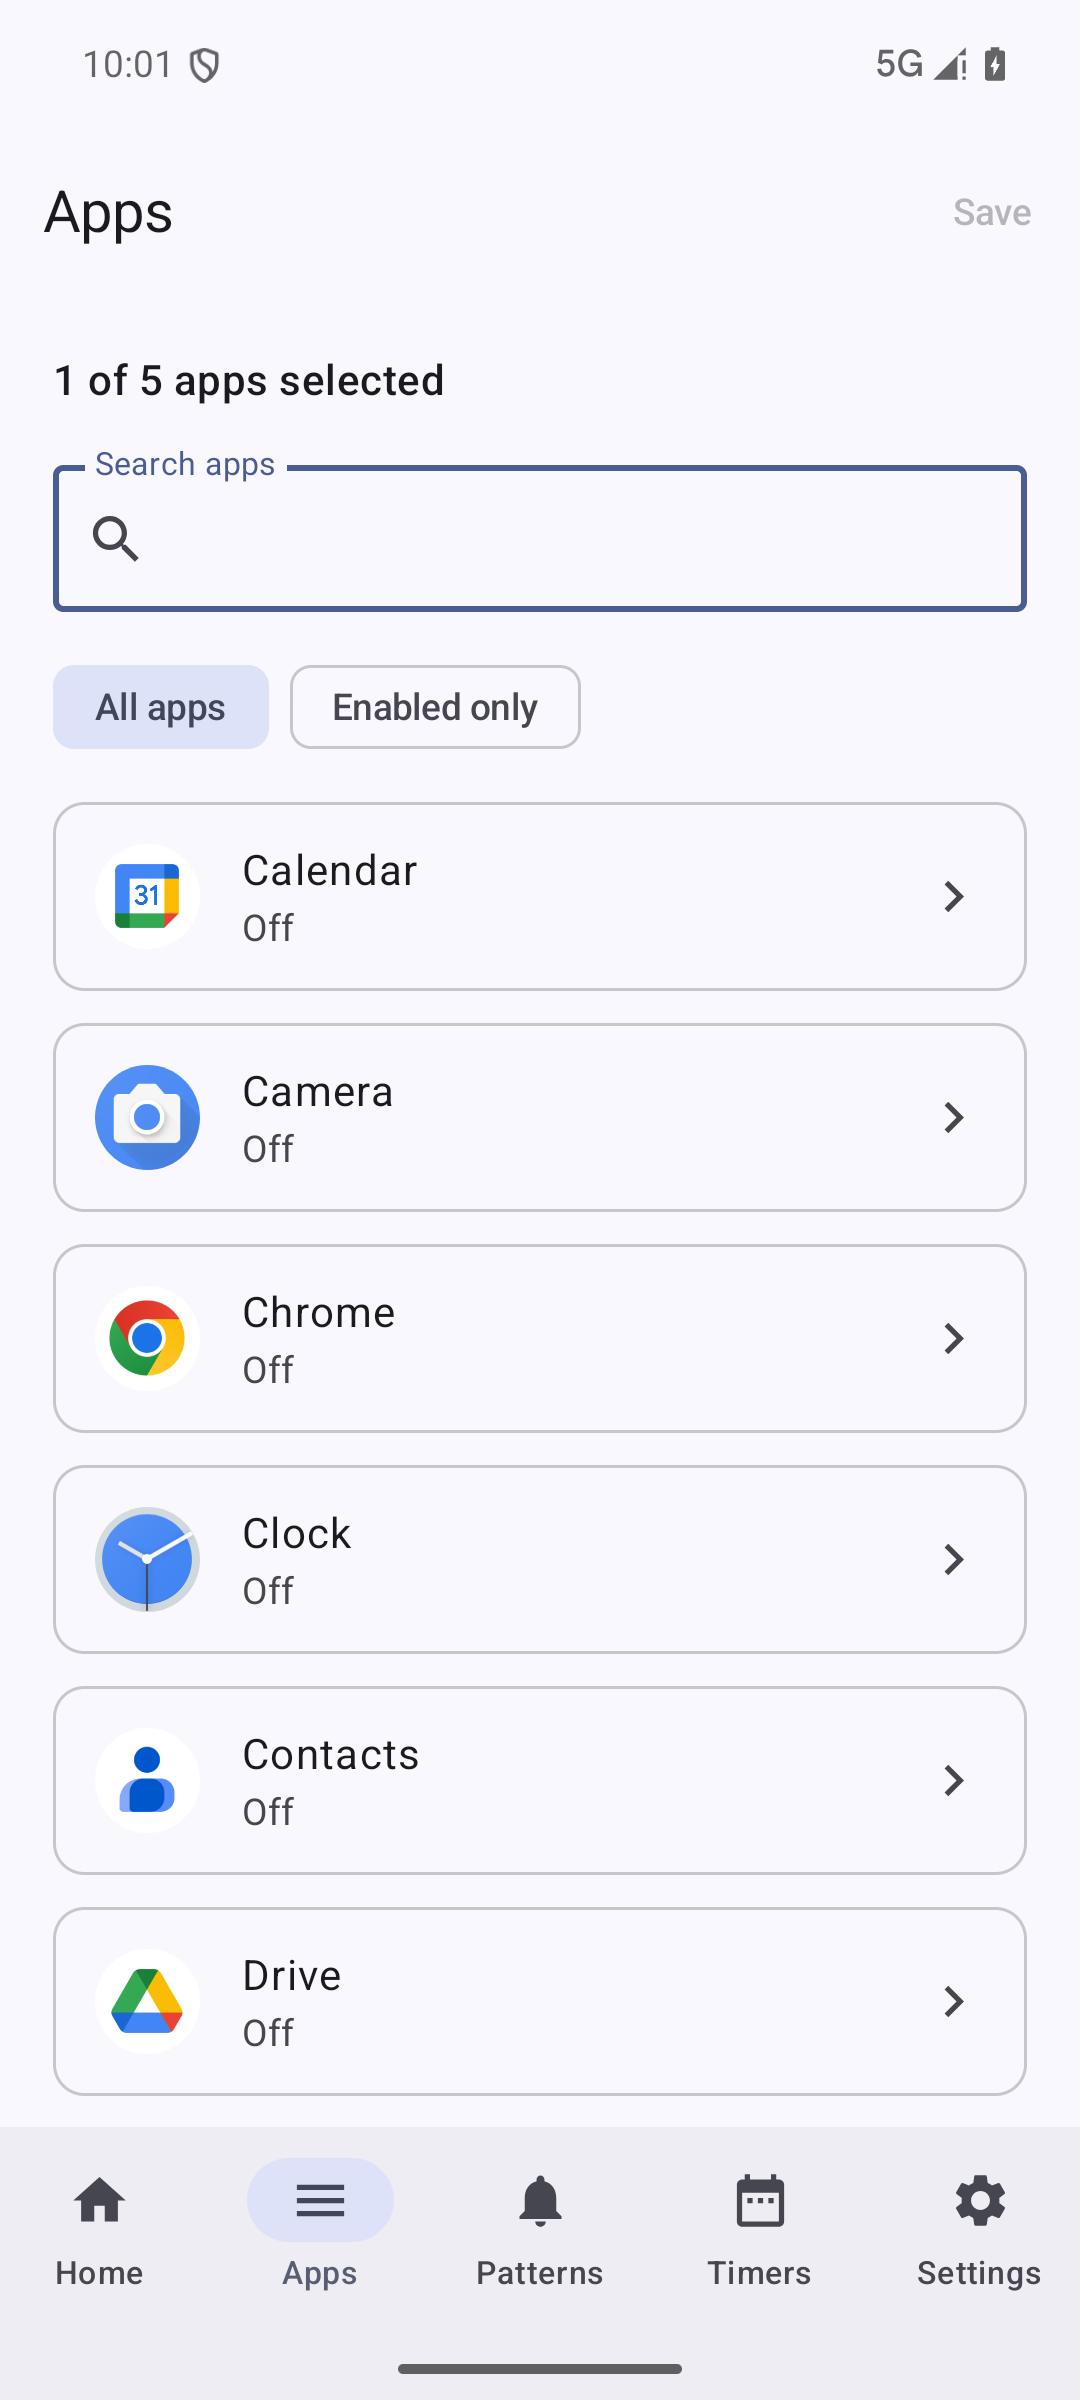 10:01
5G
Apps
Save
1 of 5 apps selected
Search apps
All apps
Enabled only
31
Calendar
Off
Camera
Off
Chrome
Off
Clock
Off
Contacts
Off
Drive
Off
Home
Apps
Patterns
Timers
Settings